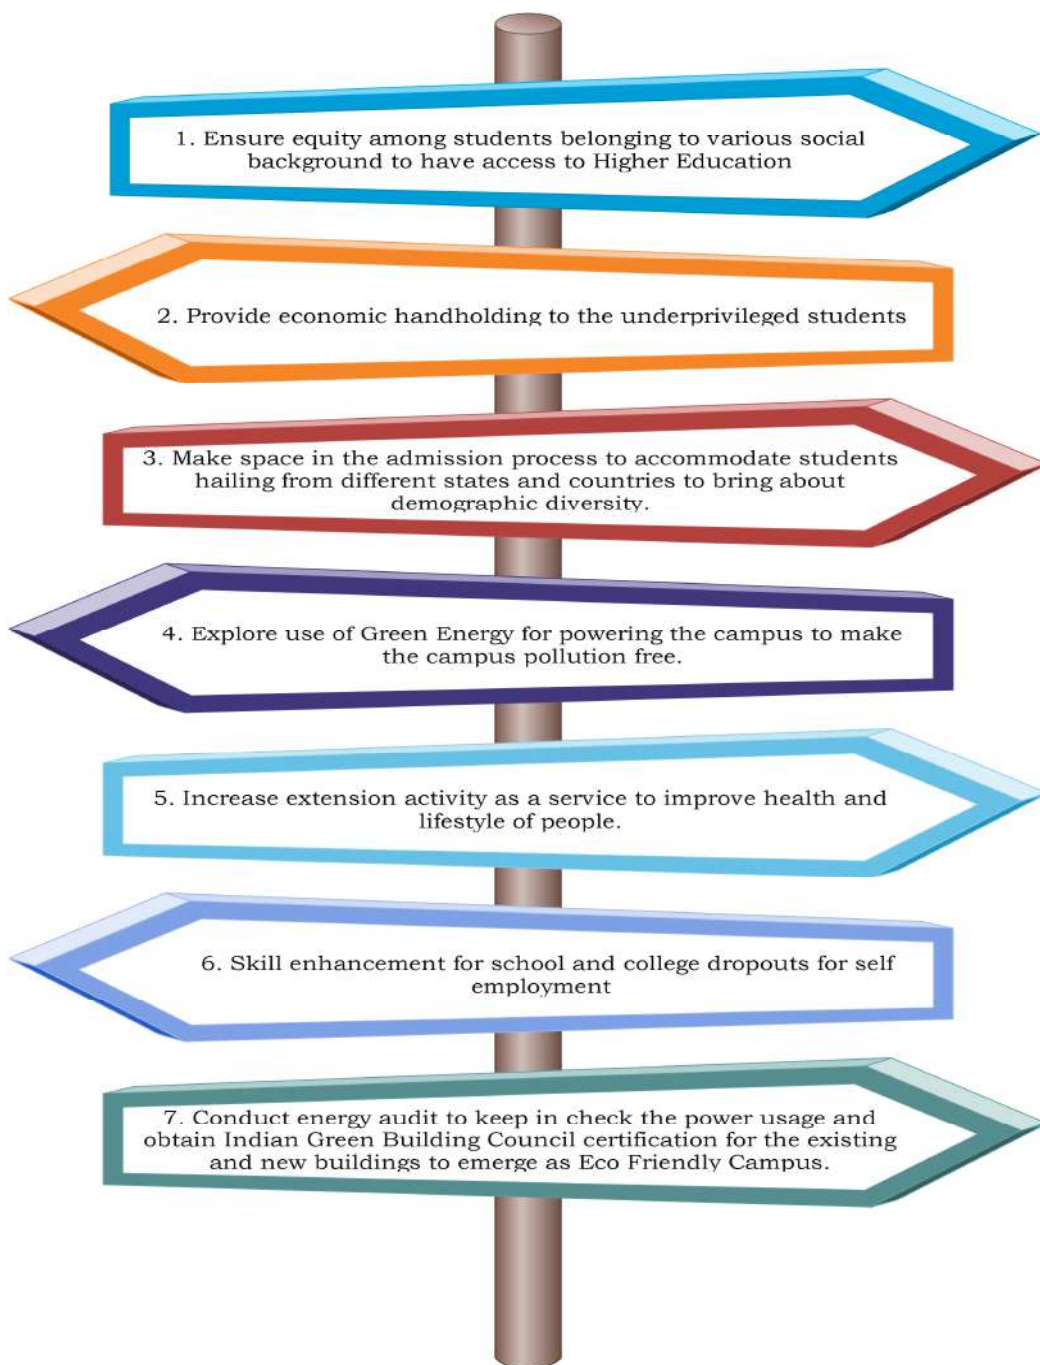 1. Ensure equity among students belonging to various social
background to have access to Higher Education
2. Provide economic handholding to the underprivileged students
3. Make space in the admission process to accommodate students
hailing from different states and countries to bring about
demographic diversity.
4. Explore use of Green Energy for powering the campus to make
the campus pollution free.
5. Increase extension activity as a service to improve health and
lifestyle of people.
6. Skill enhancement for school and college dropouts for self
employment
7. Conduct energy audit to keep in check the power usage and
obtain Indian Green Building Council certification for the existing
and new buildings to emerge as Eco Friendly Campus.